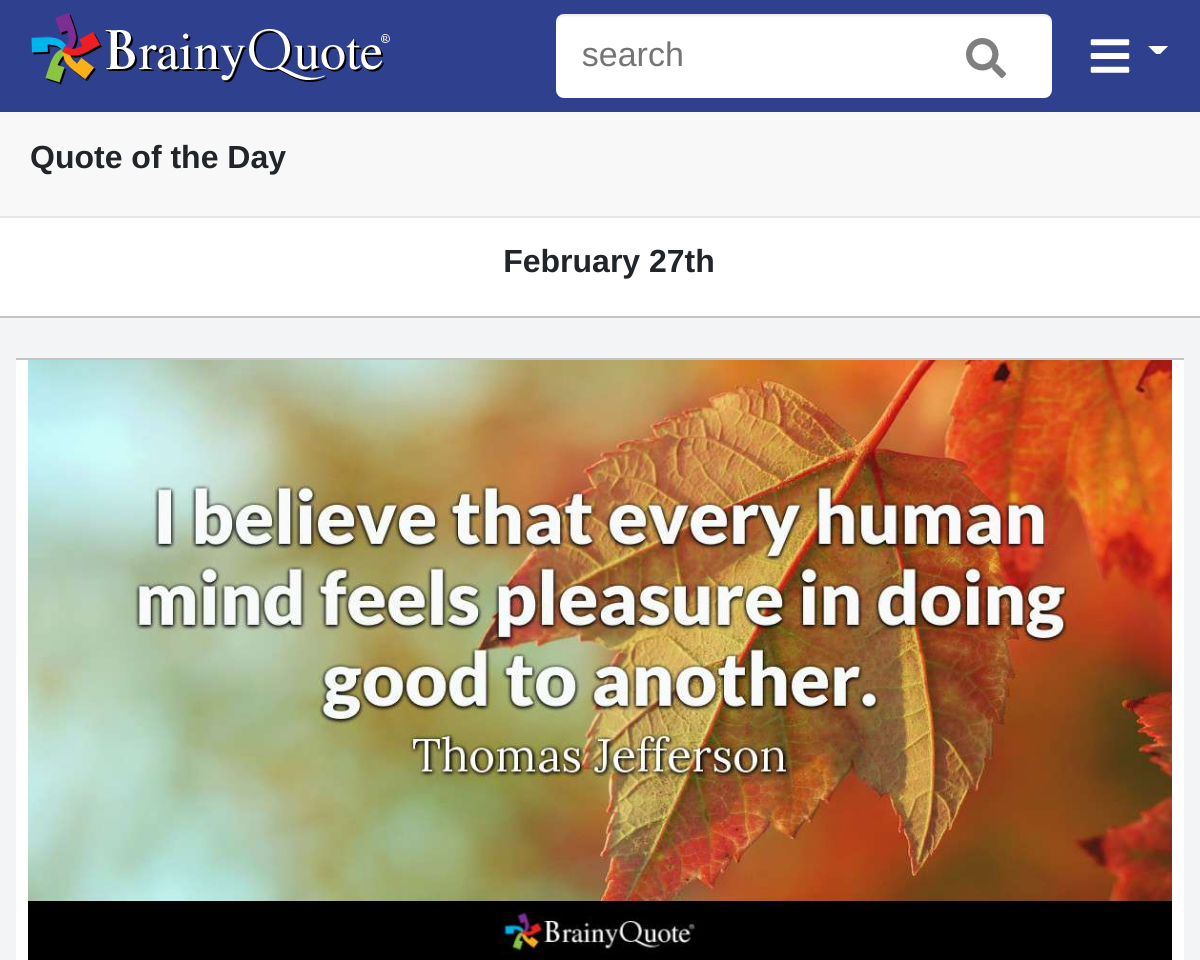 BrainyQuote®
search
Quote of the Day
February 27th
I believe that every human
mind feels pleasure in doing
good to another.
Thomas Jefferson
BrainyQuote®